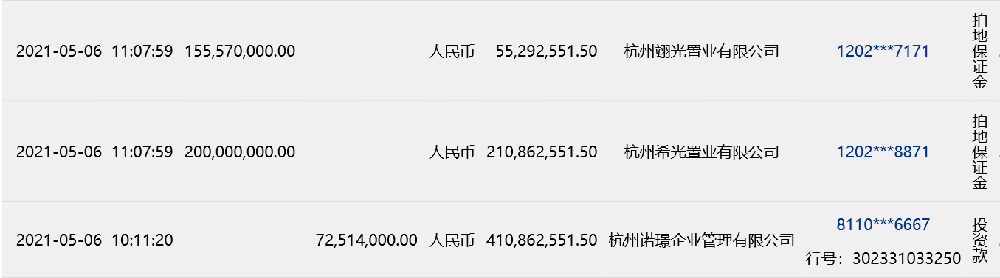 2021-05-06 11:07:59 155,570,000.00 人民币 55,292,551.50 杭州翊光置业有限公司 1202***7171 拍地保证金
2021-05-06 11:07:59 200,000,000.00 人民币 210,862,551.50 杭州希光置业有限公司 1202***8871 拍地保证金
2021-05-06 10:11:20 72,514,000.00 人民币 410,862,551.50 杭州诺璟企业管理有限公司 8110***6667 投资款
行号：302331033250